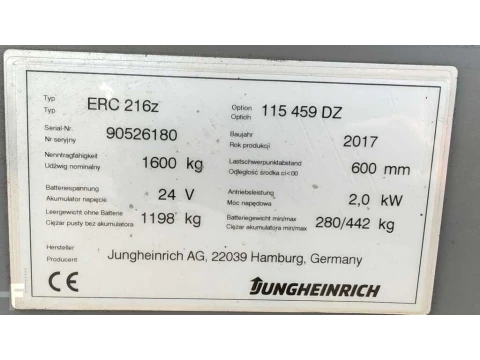 Typ
Typ
ERC 216z
Option
Opticih
115 459 DZ
Serial-Nr.
Nr seryjny
90526180
Baujahr
Rok produkcji
2017
Nenntragfähigkeit
Udźwig nominalny
1600 kg
Lastschwerpunktabstand
Odległość środka ci<00
600 mm
Batteriespannung
Akumulator napięcie
24 V
Antriebsleistung
Moc napędowa
2,0 kW
Leergewicht ohne Batterie
Ciężar pusty bez akumulatora
1198 kg
Batteriegewicht min/max
Ciężar akumulatora min/max
280/442 kg
Hersteller
Producent
Jungheinrich AG, 22039 Hamburg, Germany
CE
JUNGHEINRICH